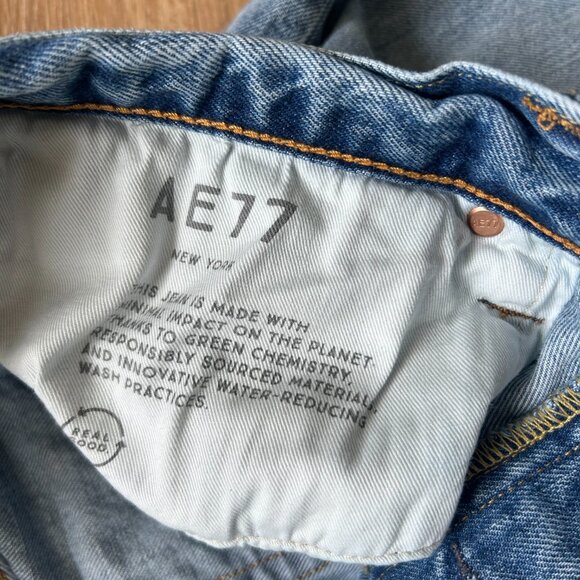 AE77
NEW YORK
THIS JEAN IS MADE WITH
MINIMAL IMPACT ON THE PLANET
THANKS TO GREEN CHEMISTRY,
RESPONSIBLY SOURCED MATERIALS,
AND INNOVATIVE WATER-REDUCING
WASH PRACTICES.
REAL
GOOD.
AE77